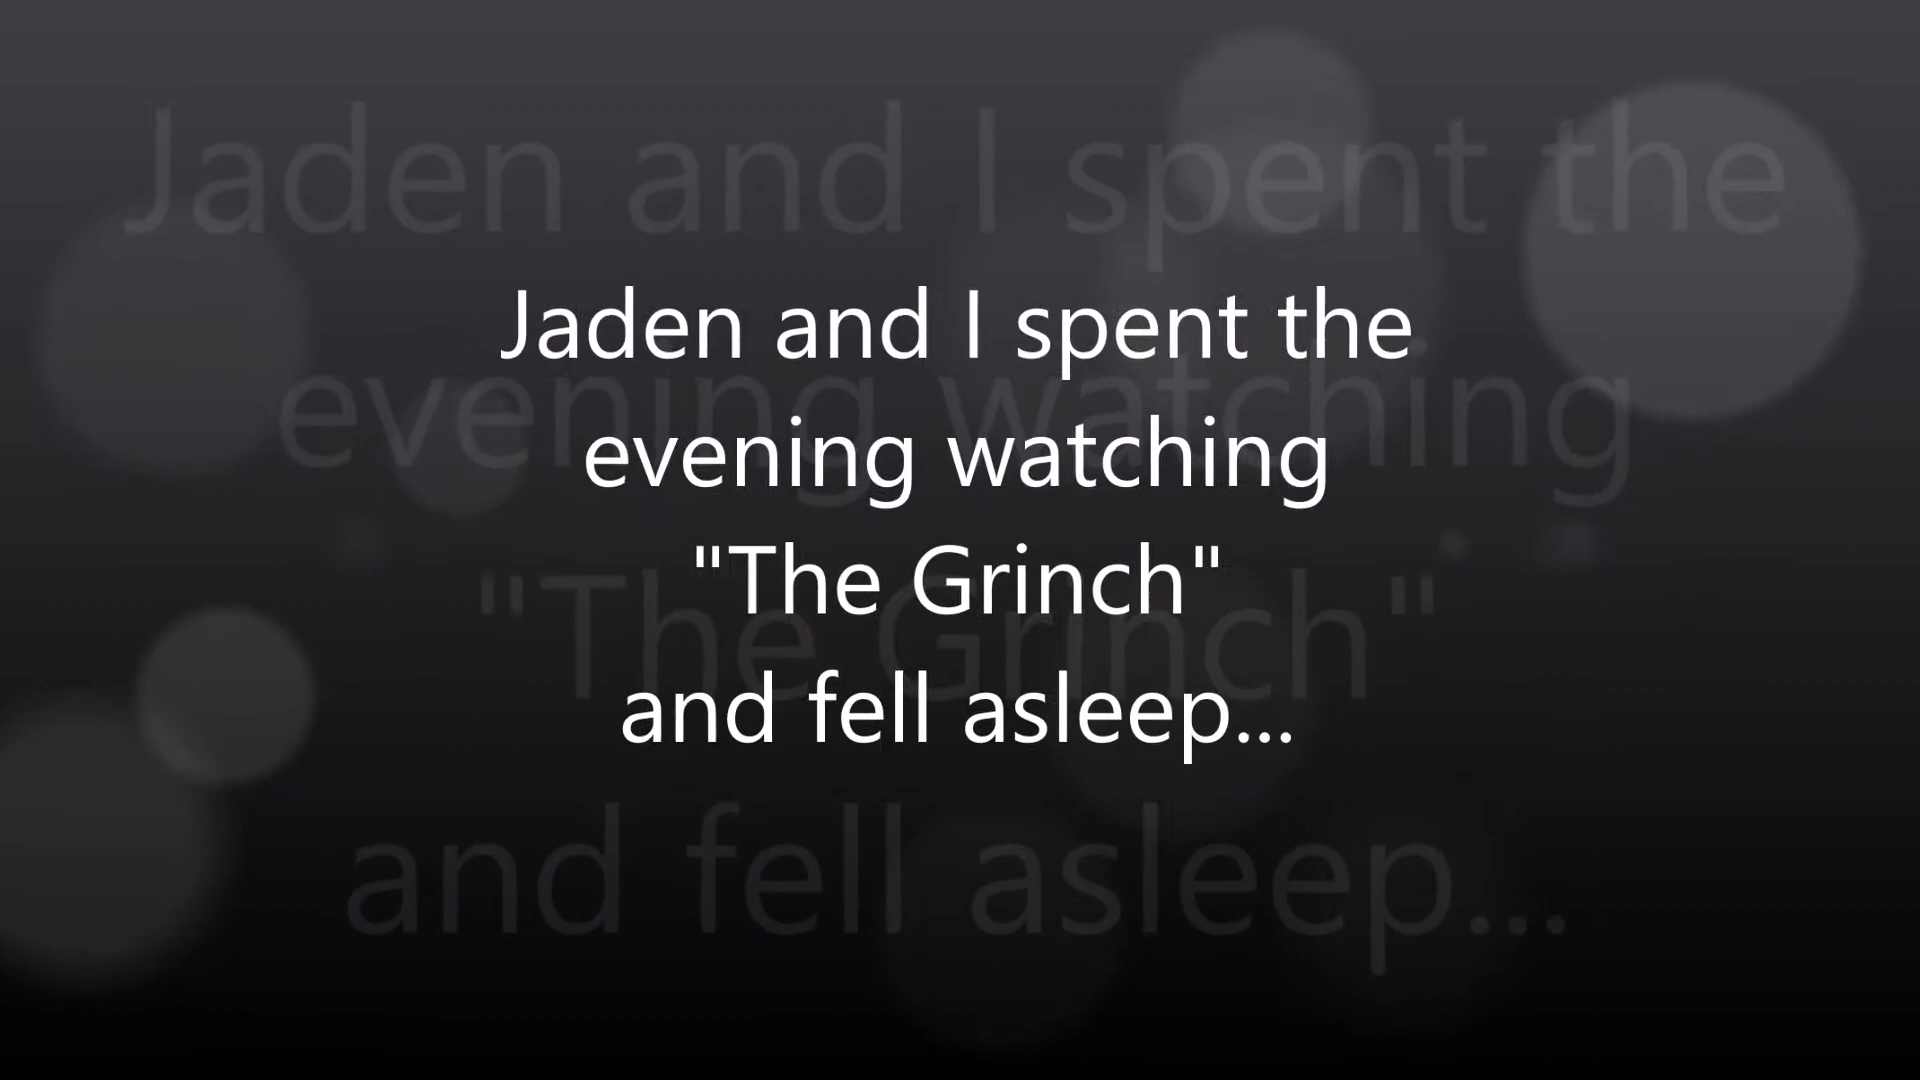 Jaden and I spent the
evening watching
"The Grinch"
and fell asleep...